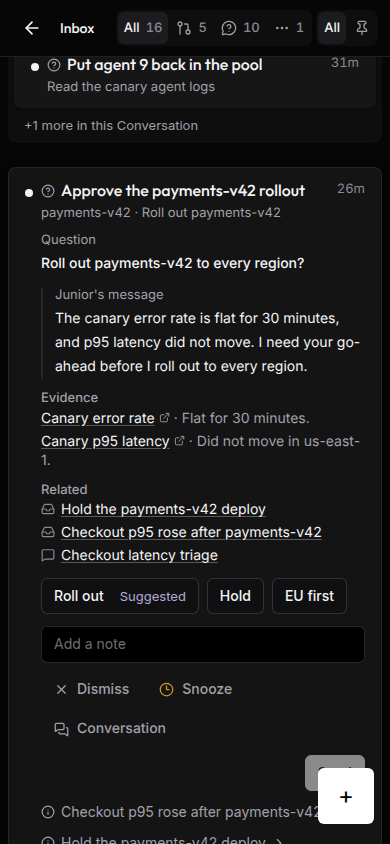 Inbox All 16 5 10 1 All
Put agent 9 back in the pool 31m
Read the canary agent logs
+1 more in this Conversation
Approve the payments-v42 rollout 26m
payments-v42 · Roll out payments-v42
Question
Roll out payments-v42 to every region?
Junior's message
The canary error rate is flat for 30 minutes,
and p95 latency did not move. I need your go-
ahead before I roll out to every region.
Evidence
Canary error rate · Flat for 30 minutes.
Canary p95 latency · Did not move in us-east-
1.
Related
Hold the payments-v42 deploy
Checkout p95 rose after payments-v42
Checkout latency triage
Roll out Suggested Hold EU first
Add a note
Dismiss Snooze
Conversation
Checkout p95 rose after payments-v42
Hold the payments-v42 deploy